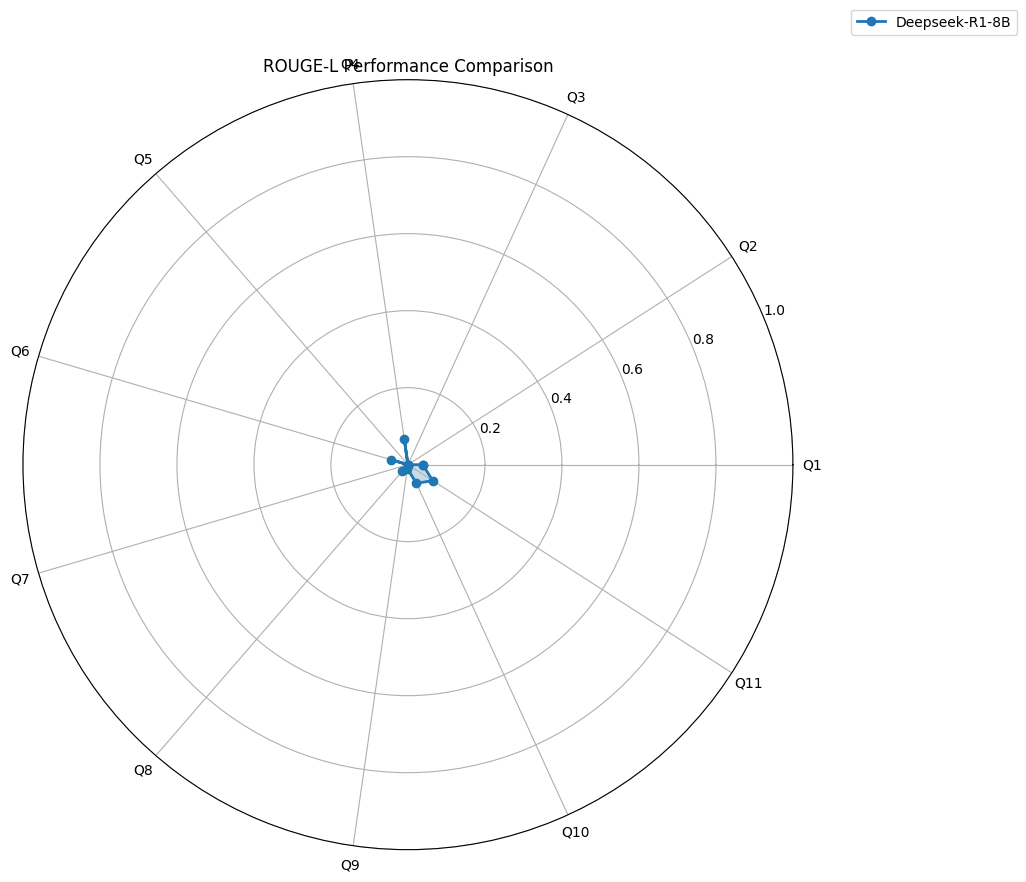 Deepseek-R1-8B
ROUGE-L Performance Comparison
Q4
Q3
Q5
Q2
1.0
0.8
Q6
0.6
0.4
0.2
Q1
Q7
Q11
Q8
Q10
Q9